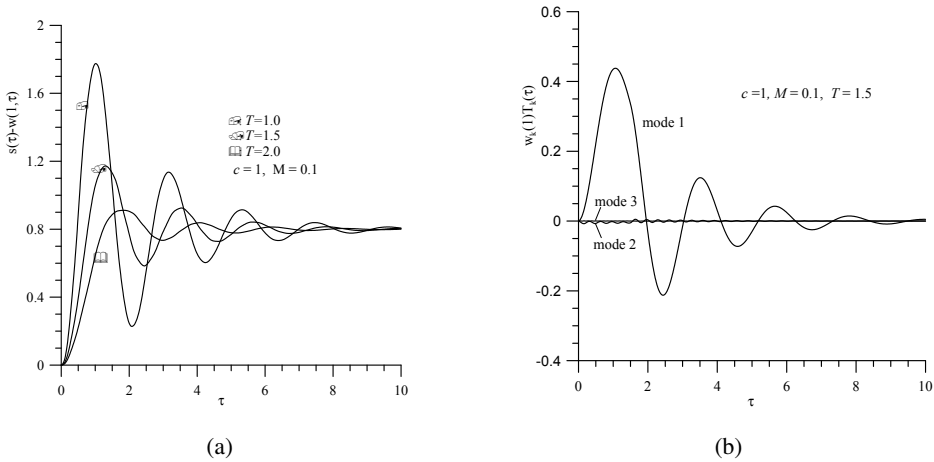 2
1.6
1.2
0.8
0.4
0
s(τ)-w(1,τ)
T=1.0
T=1.5
T=2.0
c = 1, M = 0.1
0 2 4 6 8 10
τ
(a)
0.6
0.4
0.2
0
-0.2
-0.4
w_k(1)T_k(τ)
c=1, M = 0.1, T = 1.5
mode 1
mode 3
mode 2
0 2 4 6 8 10
τ
(b)